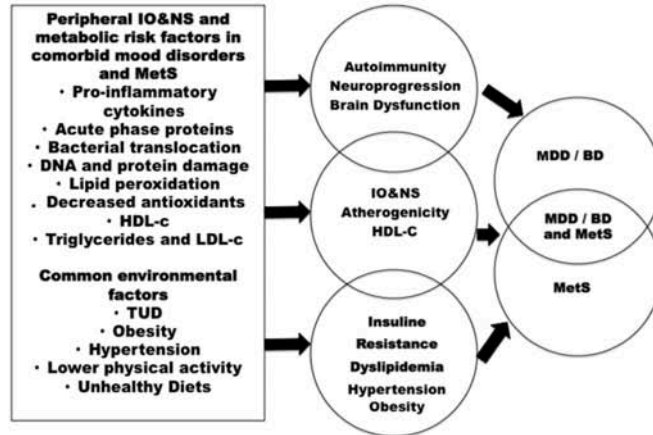 Peripheral IO&NS and
metabolic risk factors in
comorbid mood disorders
and MetS
· Pro-inflammatory
cytokines
· Acute phase proteins
· Bacterial translocation
· DNA and protein damage
· Lipid peroxidation
. Decreased antioxidants
· HDL-c
· Triglycerides and LDL-c
Common environmental
factors
· TUD
· Obesity
· Hypertension
· Lower physical activity
· Unhealthy Diets
Autoimmunity
Neuroprogression
Brain Dysfunction
IO&NS
Atherogenicity
HDL-C
Insuline
Resistance
Dyslipidemia
Hypertension
Obesity
MDD / BD
MDD / BD
and MetS
MetS